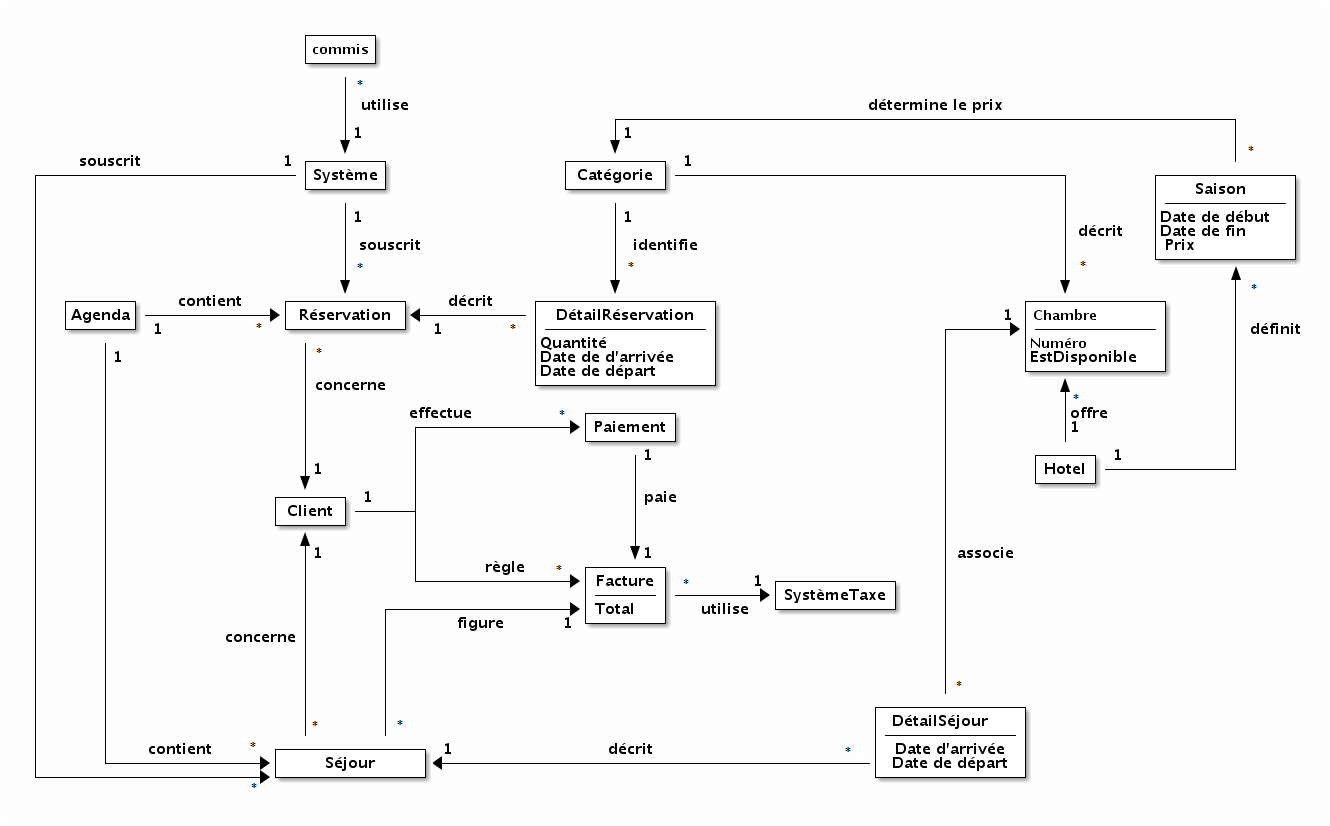 commis
*
utilise
1
détermine le prix
1
*
souscrit
1
Système
Catégorie
1
Saison
Date de début
Date de fin
Prix
1
souscrit
*
1
identifie
*
décrit
*
Agenda
contient
1
*
Réservation
décrit
1
*
DétailRéservation
Quantité
Date de d'arrivée
Date de départ
1
Chambre
Numéro
EstDisponible
*
définit
1
*
concerne
1
effectue
*
Paiement
*
offre
1
Hotel
1
Client
1
1
paie
1
1
règle
*
Facture
Total
*
utilise
1
SystèmeTaxe
associe
*
figure
1
concerne
*
*
contient
*
*
Séjour
1
décrit
*
DétailSéjour
Date d'arrivée
Date de départ